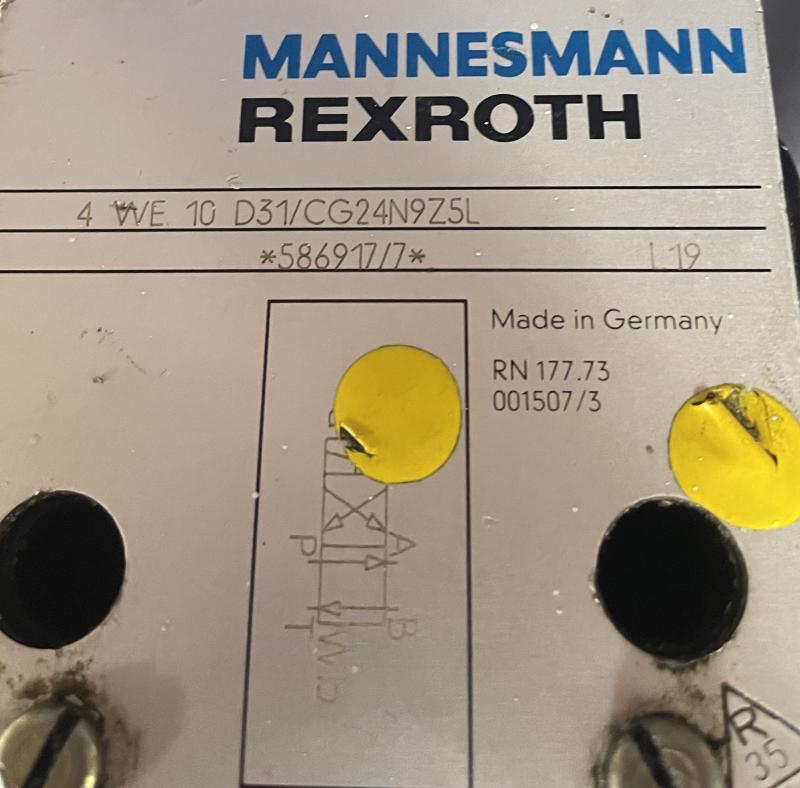 MANNESMANN
REXROTH
4 WE 10 D31/CG24N9Z5L
*586917/7* L19
Made in Germany
RN 177.73
001507/3
P A
T B
W b
R
35